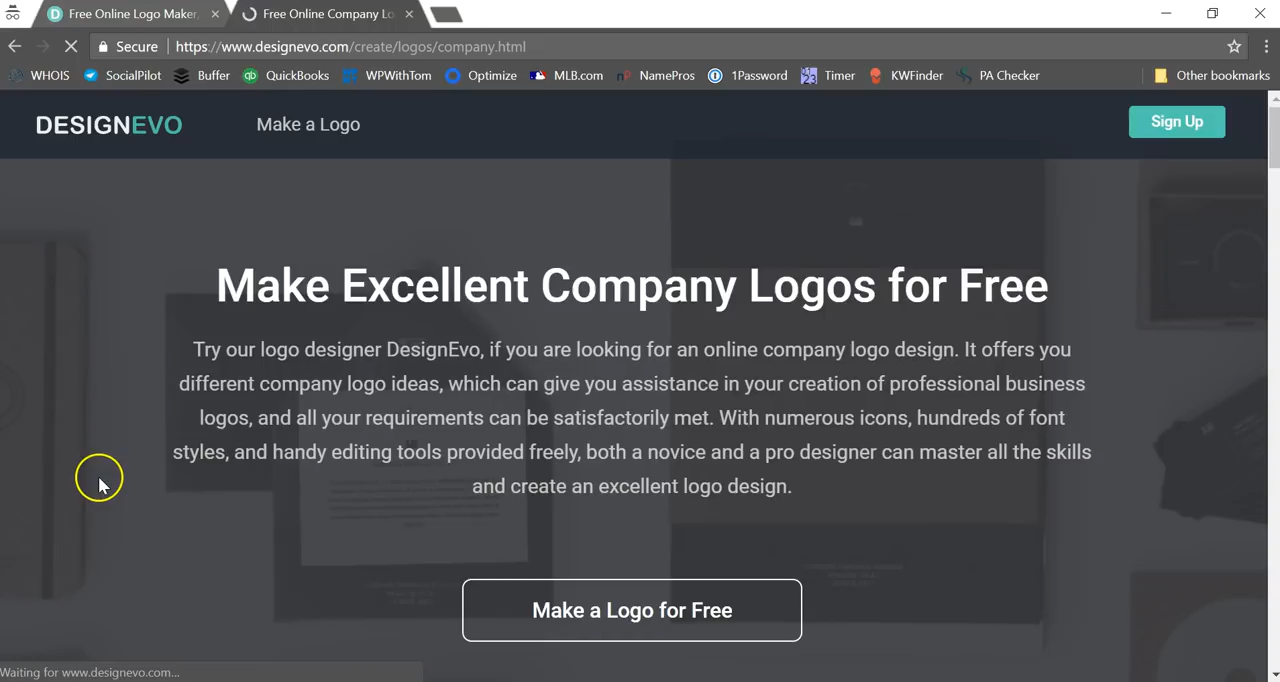 Free Online Logo Maker,
Free Online Company Lo
Secure https://www.designevo.com/create/logos/company.html
WHOIS SocialPilot Buffer QuickBooks WPWithTom Optimize MLB.com NamePros 1Password Timer KWFinder PA Checker Other bookmarks
DESIGNEVO Make a Logo Sign Up
Make Excellent Company Logos for Free
Try our logo designer DesignEvo, if you are looking for an online company logo design. It offers you
different company logo ideas, which can give you assistance in your creation of professional business
logos, and all your requirements can be satisfactorily met. With numerous icons, hundreds of font
styles, and handy editing tools provided freely, both a novice and a pro designer can master all the skills
and create an excellent logo design.
Make a Logo for Free
Waiting for www.designevo.com...